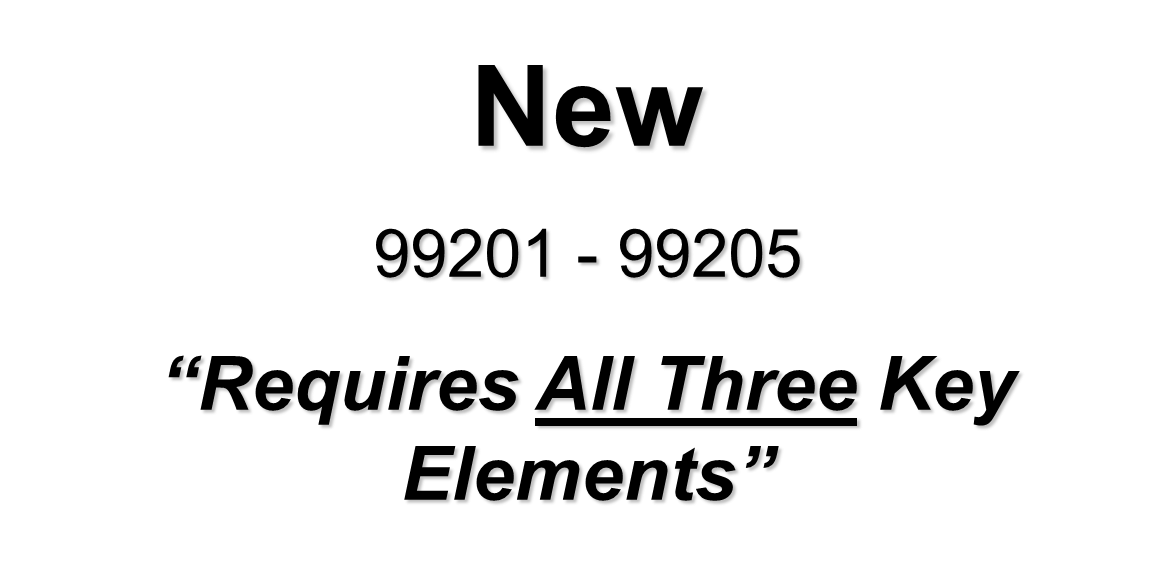 New
99201 - 99205
“Requires All Three Key
Elements”